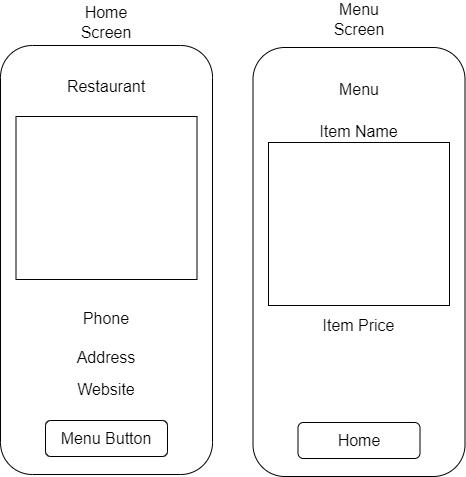 Home
Screen
Restaurant
Phone
Address
Website
Menu Button
Menu
Screen
Menu
Item Name
Item Price
Home